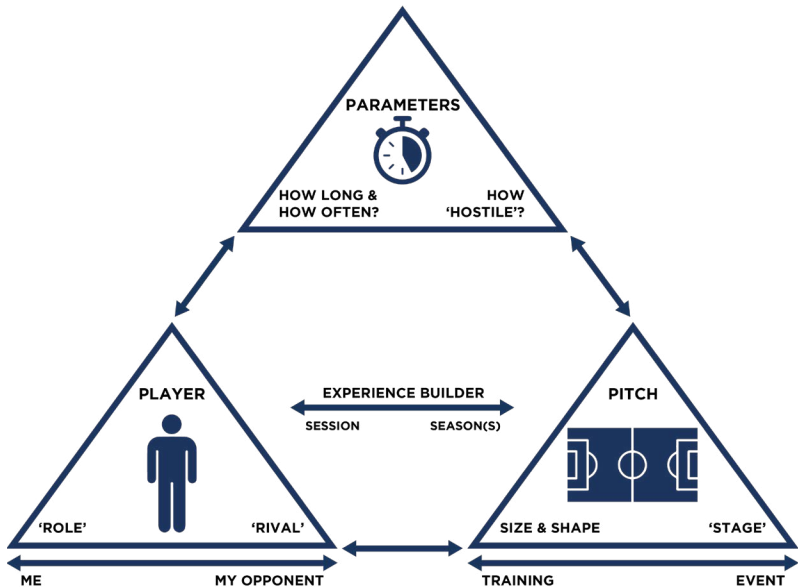 PARAMETERS
HOW LONG &
HOW OFTEN?
HOW
‘HOSTILE’?
PLAYER
‘ROLE’
‘RIVAL’
ME
MY OPPONENT
EXPERIENCE BUILDER
SESSION
SEASON(S)
PITCH
SIZE & SHAPE
‘STAGE’
TRAINING
EVENT